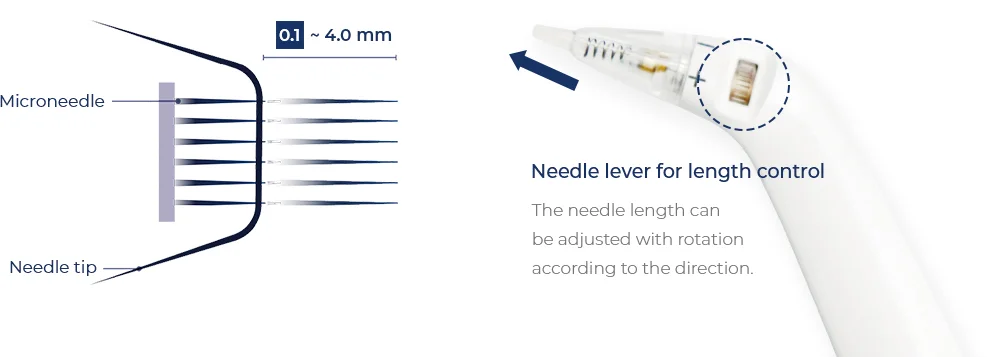 0.1 ~ 4.0 mm
Microneedle
Needle tip
Needle lever for length control
The needle length can
be adjusted with rotation
according to the direction.